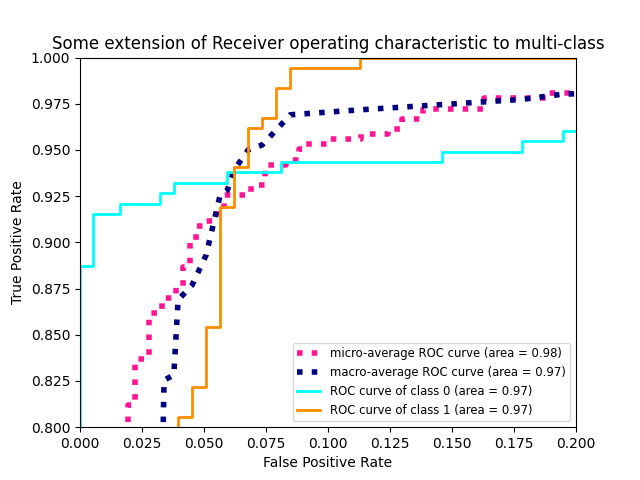 Some extension of Receiver operating characteristic to multi-class
1.000
0.975
0.950
0.925
0.900
0.875
0.850
0.825
0.800
True Positive Rate
micro-average ROC curve (area = 0.98)
macro-average ROC curve (area = 0.97)
ROC curve of class 0 (area = 0.97)
ROC curve of class 1 (area = 0.97)
0.000 0.025 0.050 0.075 0.100 0.125 0.150 0.175 0.200
False Positive Rate